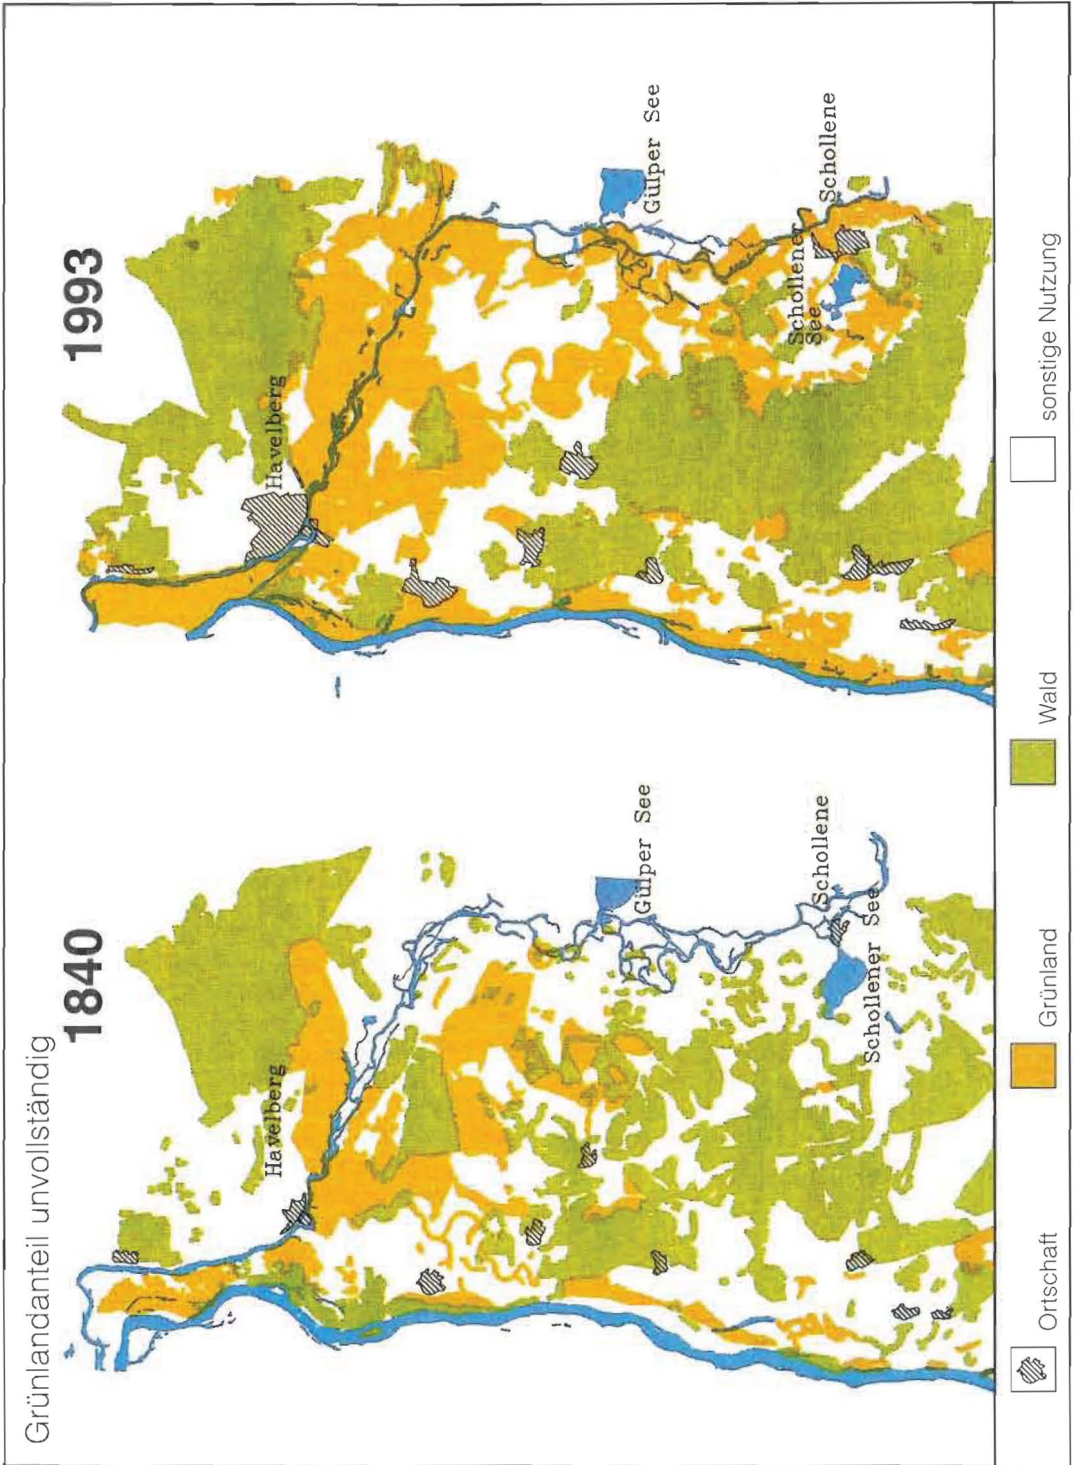 Grünlandanteil unvollständig
1840
Havelberg
Gülper See
Schollene
Schollener See
1993
Havelberg
Gülper See
Schollener
See
Schollene
Ortschaft
Grünland
Wald
sonstige Nutzung